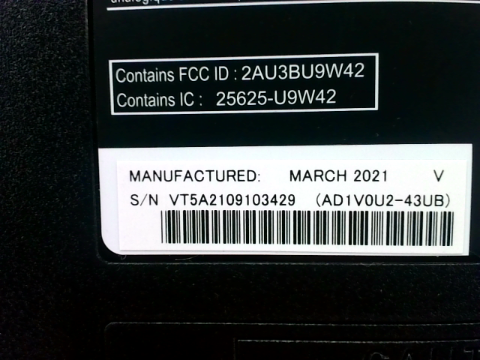 Contains FCC ID : 2AU3BU9W42
Contains IC : 25625-U9W42
MANUFACTURED: MARCH 2021 V
S/N VT5A2109103429 (AD1V0U2-43UB)